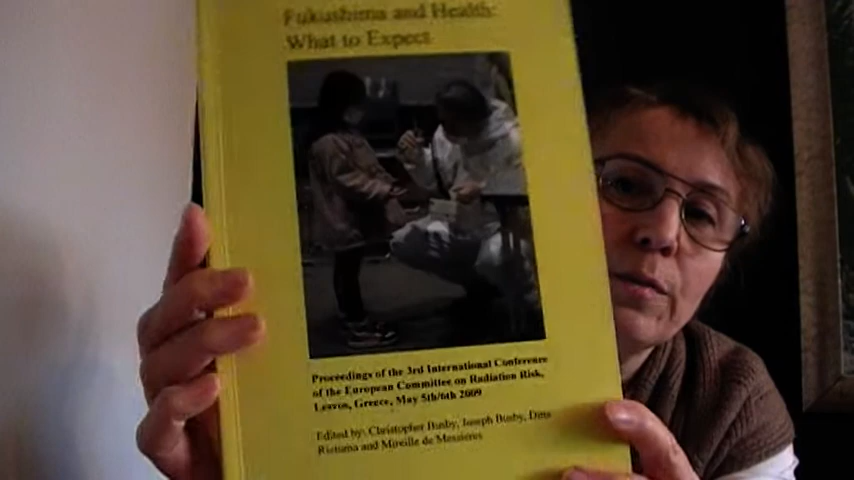 Fukushima and Health:
What to Expect
Proceedings of the 3rd International Conference
of the European Committee on Radiation Risk,
Lesvos, Greece, May 5th/6th 2009
Edited by: Christopher Busby, Joseph Busby, Ditta
Rietuma and Mireille de Messieres